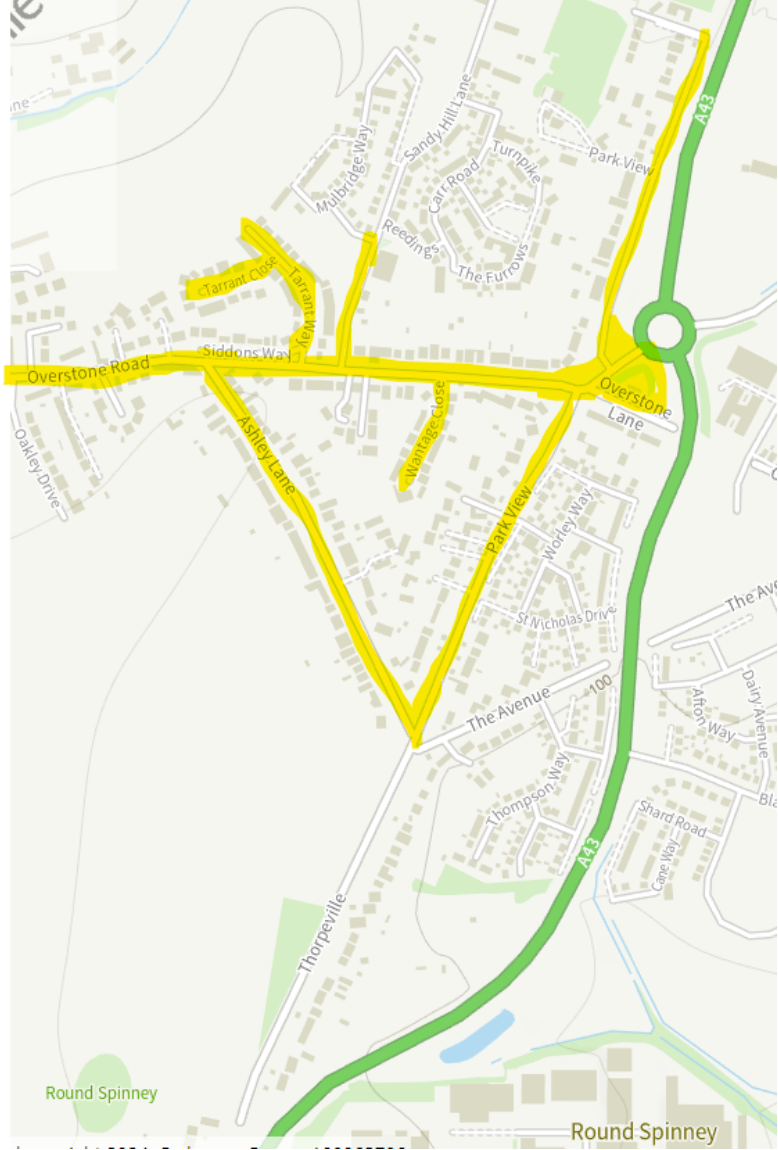 Sandy Hill Lane
A43
Mulbridge Way
Turnpike
Park View
Carr Road
Reedings
The Furrows
Tarrant Close
Tarrant Way
Siddons Way
Overstone Road
Overstone
Lane
Wantage Close
Ashley Lane
Oakley Drive
Park View
Worley Way
St Nicholas Drive
The Ave
The Avenue
100
Afton Way
Dairy Avenue
Thompson Way
Shard Road
Bla
Cane Way
A43
Thorpeville
Round Spinney
Round Spinney